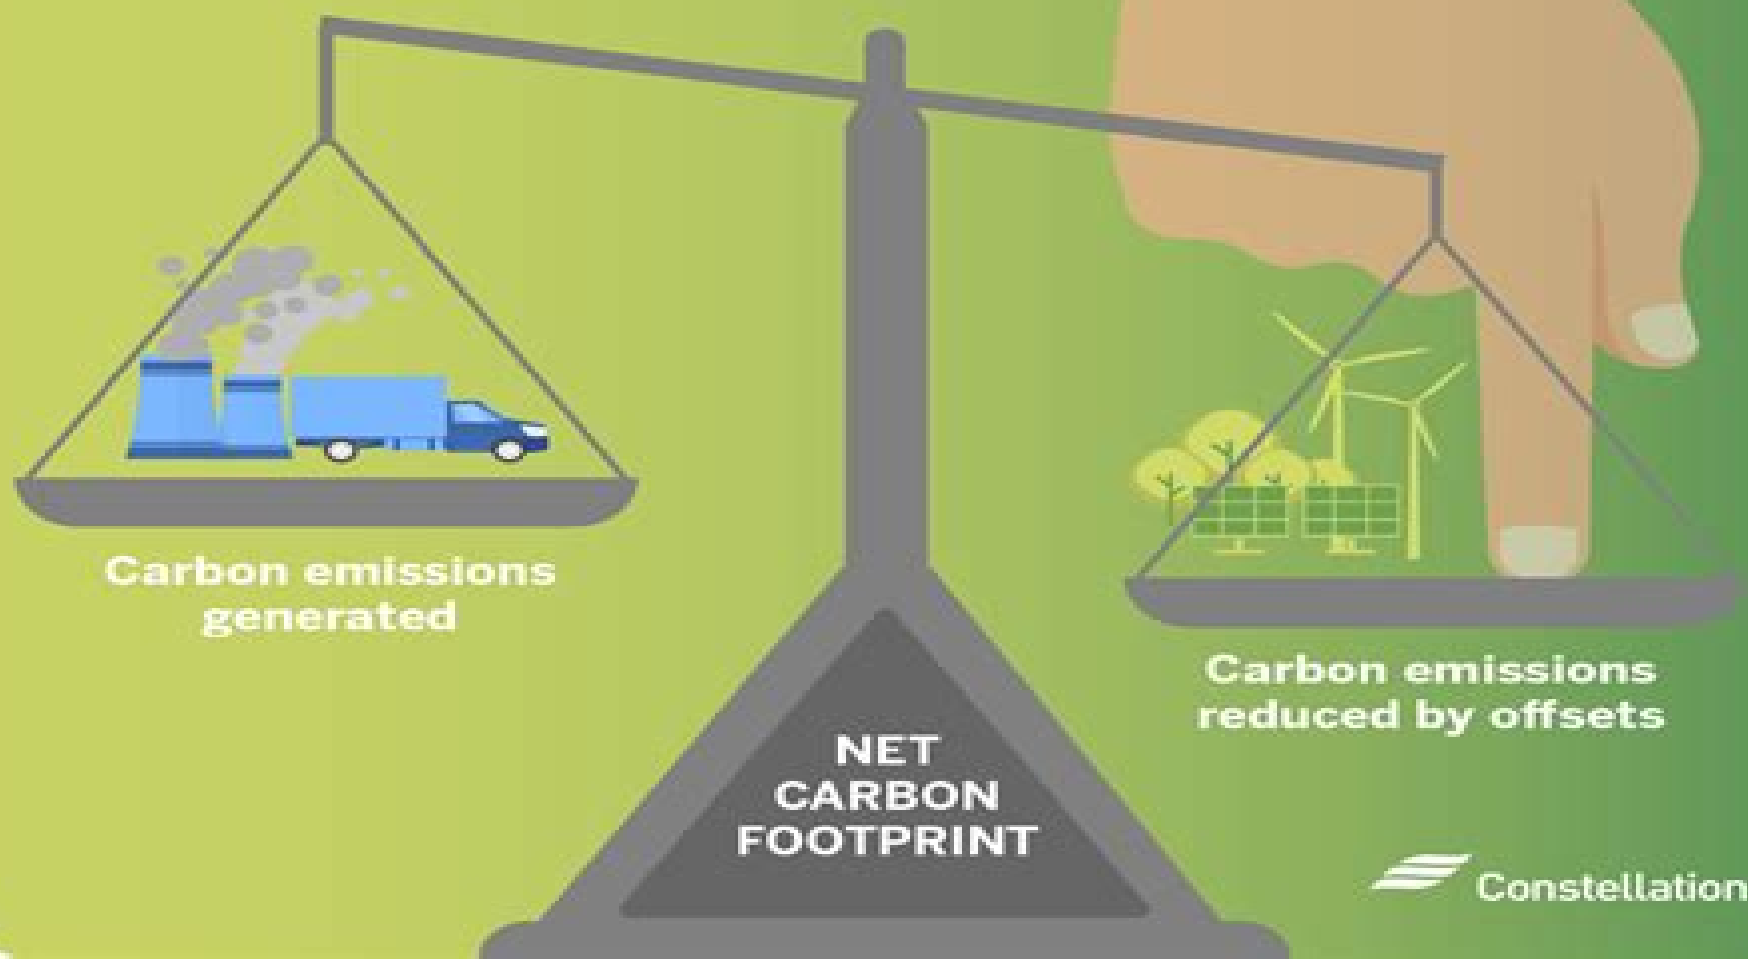 Carbon emissions
generated
Carbon emissions
reduced by offsets
NET
CARBON
FOOTPRINT
Constellation